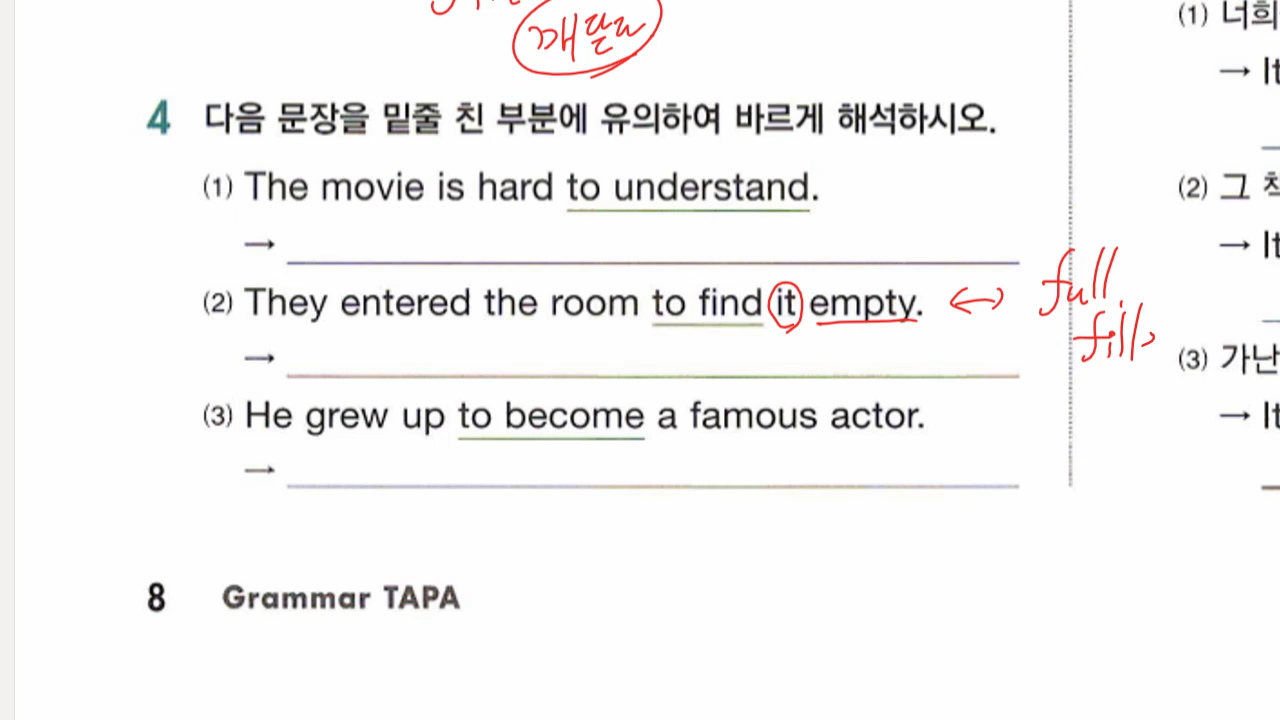 깨달다
4 다음 문장을 밑줄 친 부분에 유의하여 바르게 해석하시오.
(1) The movie is hard to understand.
→
(2) They entered the room to find it empty. ↔ full
fill
→
(3) He grew up to become a famous actor.
→
8 Grammar TAPA
(1) 너희
→ It
(2) 그
→ It
(3) 가난
→ It